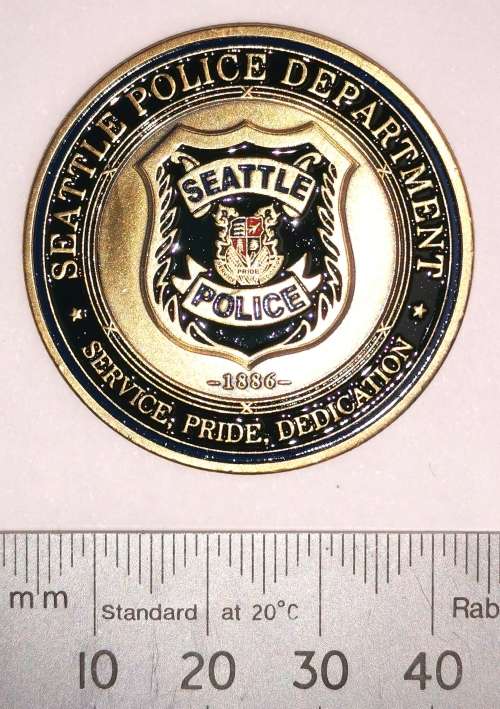 SEATTLE POLICE DEPARTMENT
SEATTLE
PRIDE
POLICE
-1886-
SERVICE, PRIDE, DEDICATION
mm
Standard at 20°C
Rab
10 20 30 40